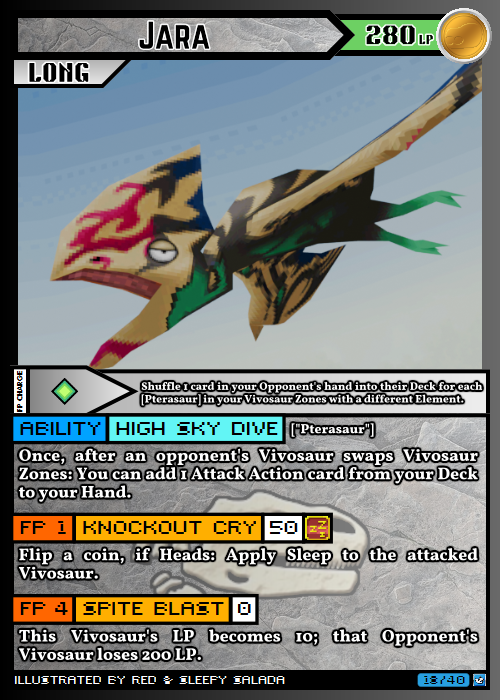 JARA
280 LP
LONG
FP CHARGE
Shuffle 1 card in your Opponent's hand into their Deck for each
[Pterasaur] in your Vivosaur Zones with a different Element.
ABILITY HIGH SKY DIVE ["Pterasaur"]
Once, after an opponent's Vivosaur swaps Vivosaur
Zones: You can add 1 Attack Action card from your Deck
to your Hand.
FP 1 KNOCKOUT CRY 50
Flip a coin, if Heads: Apply Sleep to the attacked
Vivosaur.
FP 4 SPITE BLAST 0
This Vivosaur's LP becomes 10; that Opponent's
Vivosaur loses 200 LP.
ILLUSTRATED BY RED & SLEEPY SALADA
18/40